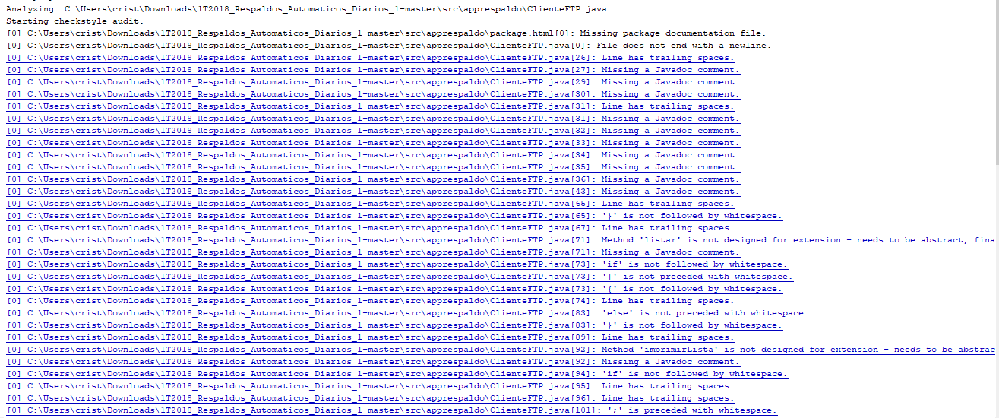 Analyzing: C:\Users\crist\Downloads\1T2018_Respaldos_Automaticos_Diarios_1-master\src\apprespaldo\ClienteFTP.java
Starting checkstyle audit.
[0] C:\Users\crist\Downloads\1T2018_Respaldos_Automaticos_Diarios_1-master\src\apprespaldo\package.html[0]: Missing package documentation file.
[0] C:\Users\crist\Downloads\1T2018_Respaldos_Automaticos_Diarios_1-master\src\apprespaldo\ClienteFTP.java[0]: File does not end with a newline.
[0] C:\Users\crist\Downloads\1T2018_Respaldos_Automaticos_Diarios_1-master\src\apprespaldo\ClienteFTP.java[26]: Line has trailing spaces.
[0] C:\Users\crist\Downloads\1T2018_Respaldos_Automaticos_Diarios_1-master\src\apprespaldo\ClienteFTP.java[27]: Missing a Javadoc comment.
[0] C:\Users\crist\Downloads\1T2018_Respaldos_Automaticos_Diarios_1-master\src\apprespaldo\ClienteFTP.java[29]: Missing a Javadoc comment.
[0] C:\Users\crist\Downloads\1T2018_Respaldos_Automaticos_Diarios_1-master\src\apprespaldo\ClienteFTP.java[30]: Missing a Javadoc comment.
[0] C:\Users\crist\Downloads\1T2018_Respaldos_Automaticos_Diarios_1-master\src\apprespaldo\ClienteFTP.java[31]: Line has trailing spaces.
[0] C:\Users\crist\Downloads\1T2018_Respaldos_Automaticos_Diarios_1-master\src\apprespaldo\ClienteFTP.java[31]: Missing a Javadoc comment.
[0] C:\Users\crist\Downloads\1T2018_Respaldos_Automaticos_Diarios_1-master\src\apprespaldo\ClienteFTP.java[32]: Missing a Javadoc comment.
[0] C:\Users\crist\Downloads\1T2018_Respaldos_Automaticos_Diarios_1-master\src\apprespaldo\ClienteFTP.java[33]: Missing a Javadoc comment.
[0] C:\Users\crist\Downloads\1T2018_Respaldos_Automaticos_Diarios_1-master\src\apprespaldo\ClienteFTP.java[34]: Missing a Javadoc comment.
[0] C:\Users\crist\Downloads\1T2018_Respaldos_Automaticos_Diarios_1-master\src\apprespaldo\ClienteFTP.java[35]: Missing a Javadoc comment.
[0] C:\Users\crist\Downloads\1T2018_Respaldos_Automaticos_Diarios_1-master\src\apprespaldo\ClienteFTP.java[36]: Missing a Javadoc comment.
[0] C:\Users\crist\Downloads\1T2018_Respaldos_Automaticos_Diarios_1-master\src\apprespaldo\ClienteFTP.java[43]: Missing a Javadoc comment.
[0] C:\Users\crist\Downloads\1T2018_Respaldos_Automaticos_Diarios_1-master\src\apprespaldo\ClienteFTP.java[65]: Line has trailing spaces.
[0] C:\Users\crist\Downloads\1T2018_Respaldos_Automaticos_Diarios_1-master\src\apprespaldo\ClienteFTP.java[65]: '}' is not followed by whitespace.
[0] C:\Users\crist\Downloads\1T2018_Respaldos_Automaticos_Diarios_1-master\src\apprespaldo\ClienteFTP.java[67]: Line has trailing spaces.
[0] C:\Users\crist\Downloads\1T2018_Respaldos_Automaticos_Diarios_1-master\src\apprespaldo\ClienteFTP.java[71]: Method 'listar' is not designed for extension - needs to be abstract, fina
[0] C:\Users\crist\Downloads\1T2018_Respaldos_Automaticos_Diarios_1-master\src\apprespaldo\ClienteFTP.java[71]: Missing a Javadoc comment.
[0] C:\Users\crist\Downloads\1T2018_Respaldos_Automaticos_Diarios_1-master\src\apprespaldo\ClienteFTP.java[73]: 'if' is not followed by whitespace.
[0] C:\Users\crist\Downloads\1T2018_Respaldos_Automaticos_Diarios_1-master\src\apprespaldo\ClienteFTP.java[73]: '{' is not preceded with whitespace.
[0] C:\Users\crist\Downloads\1T2018_Respaldos_Automaticos_Diarios_1-master\src\apprespaldo\ClienteFTP.java[73]: '{' is not followed by whitespace.
[0] C:\Users\crist\Downloads\1T2018_Respaldos_Automaticos_Diarios_1-master\src\apprespaldo\ClienteFTP.java[74]: Line has trailing spaces.
[0] C:\Users\crist\Downloads\1T2018_Respaldos_Automaticos_Diarios_1-master\src\apprespaldo\ClienteFTP.java[83]: 'else' is not preceded with whitespace.
[0] C:\Users\crist\Downloads\1T2018_Respaldos_Automaticos_Diarios_1-master\src\apprespaldo\ClienteFTP.java[83]: '}' is not followed by whitespace.
[0] C:\Users\crist\Downloads\1T2018_Respaldos_Automaticos_Diarios_1-master\src\apprespaldo\ClienteFTP.java[89]: Line has trailing spaces.
[0] C:\Users\crist\Downloads\1T2018_Respaldos_Automaticos_Diarios_1-master\src\apprespaldo\ClienteFTP.java[92]: Method 'imprimirLista' is not designed for extension - needs to be abstrac
[0] C:\Users\crist\Downloads\1T2018_Respaldos_Automaticos_Diarios_1-master\src\apprespaldo\ClienteFTP.java[92]: Missing a Javadoc comment.
[0] C:\Users\crist\Downloads\1T2018_Respaldos_Automaticos_Diarios_1-master\src\apprespaldo\ClienteFTP.java[94]: 'if' is not followed by whitespace.
[0] C:\Users\crist\Downloads\1T2018_Respaldos_Automaticos_Diarios_1-master\src\apprespaldo\ClienteFTP.java[95]: Line has trailing spaces.
[0] C:\Users\crist\Downloads\1T2018_Respaldos_Automaticos_Diarios_1-master\src\apprespaldo\ClienteFTP.java[96]: Line has trailing spaces.
[0] C:\Users\crist\Downloads\1T2018_Respaldos_Automaticos_Diarios_1-master\src\apprespaldo\ClienteFTP.java[101]: ';' is preceded with whitespace.